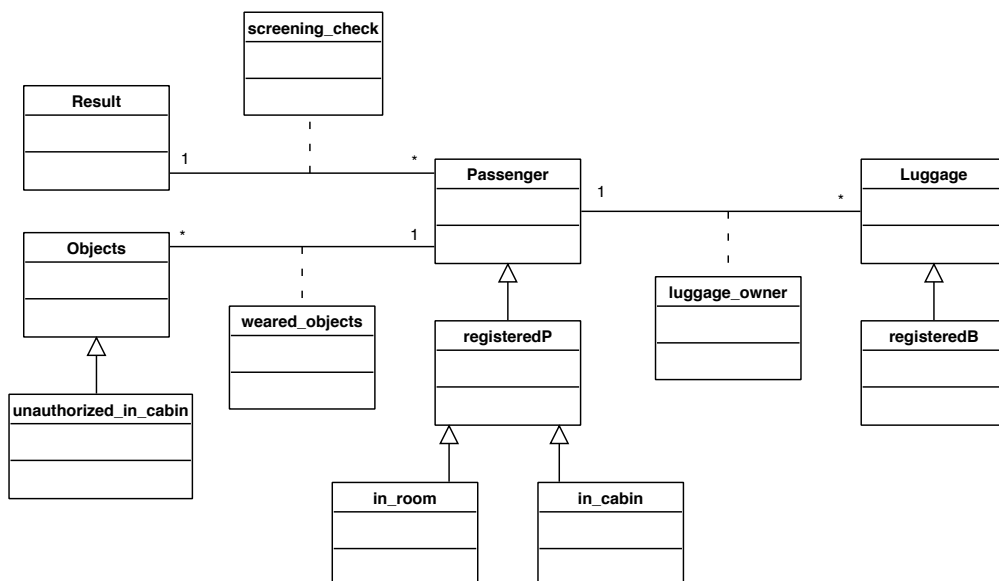 screening_check
Result
1
*
Passenger
Luggage
1
*
Objects
*
1
weared_objects
luggage_owner
registeredP
registeredB
unauthorized_in_cabin
in_room
in_cabin